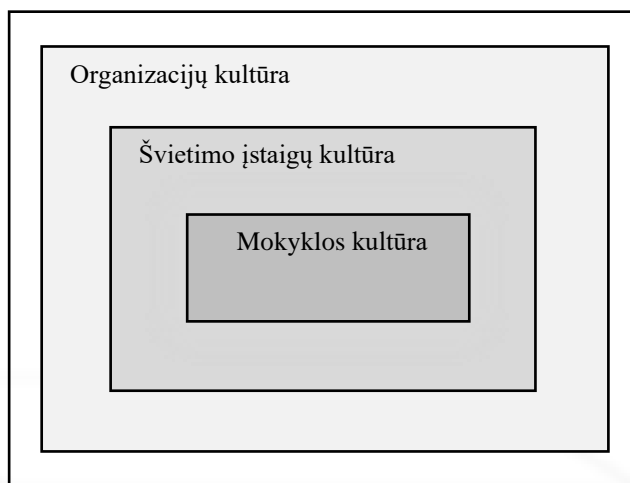 Organizacijų kultūra
Švietimo įstaigų kultūra
Mokyklos kultūra